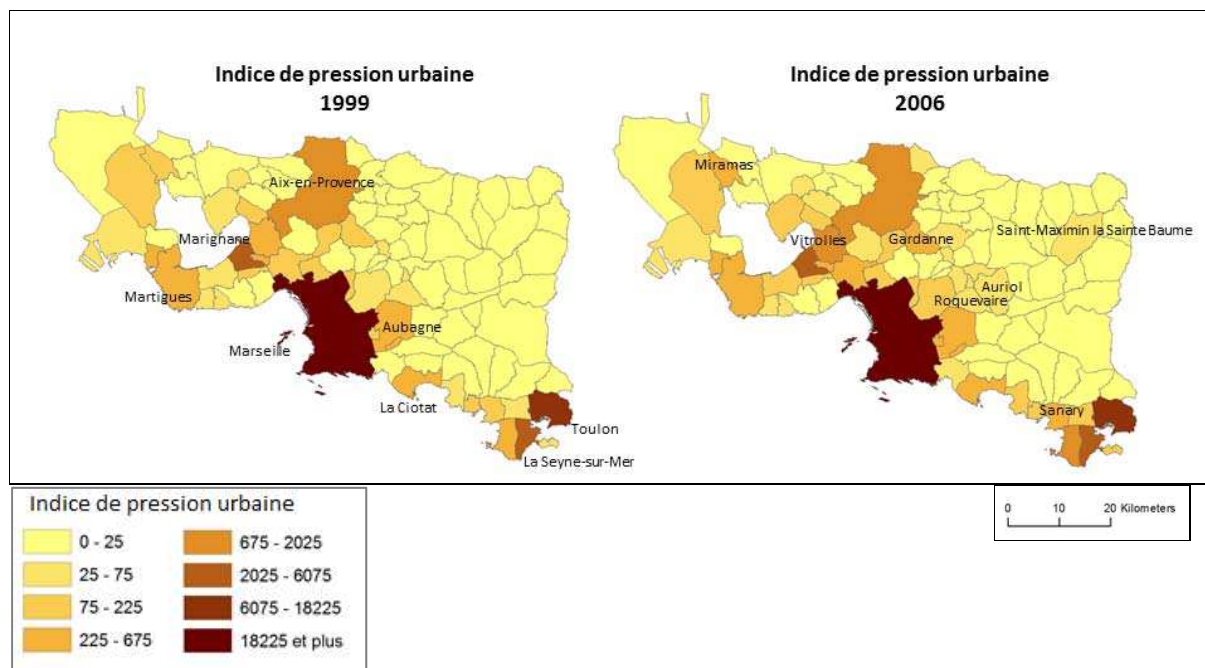 Indice de pression urbaine
1999
Aix-en-Provence
Marignane
Martigues
Aubagne
Marseille
La Ciotat
Toulon
La Seyne-sur-Mer
Indice de pression urbaine
2006
Miramas
Vitrolles
Gardanne
Saint-Maximin la Sainte Baume
Auriol
Roquevaire
Sanary
Indice de pression urbaine
0 - 25
25 - 75
75 - 225
225 - 675
675 - 2025
2025 - 6075
6075 - 18225
18225 et plus
0 10 20 Kilometers